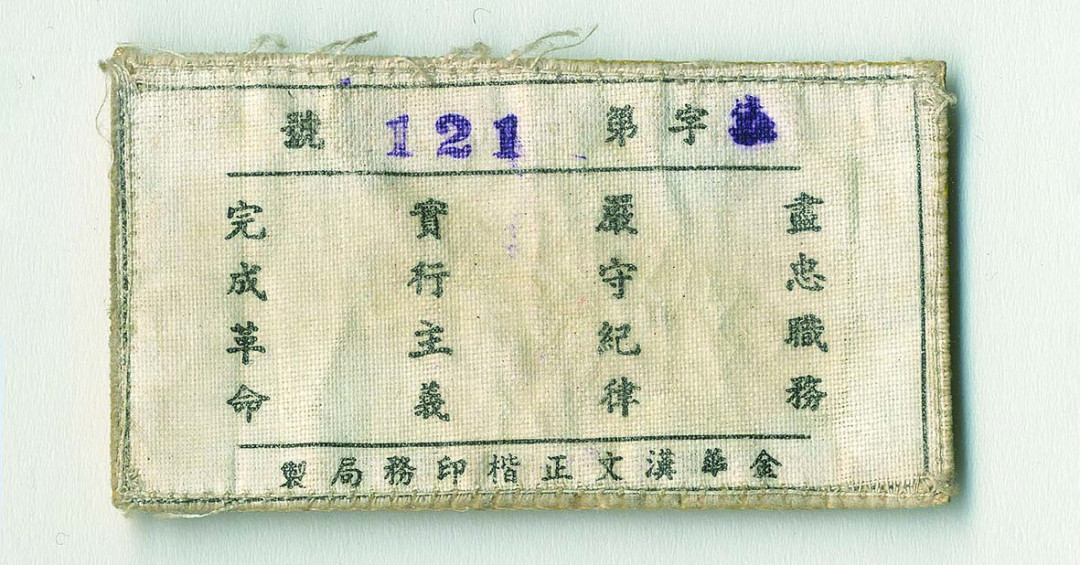 字第121號
盡忠職務
嚴守紀律
實行主義
完成革命
金華漢文正楷印務局製